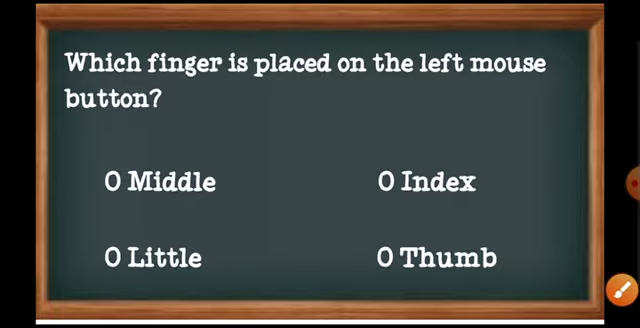 Which finger is placed on the left mouse
button?
O Middle O Index
O Little O Thumb